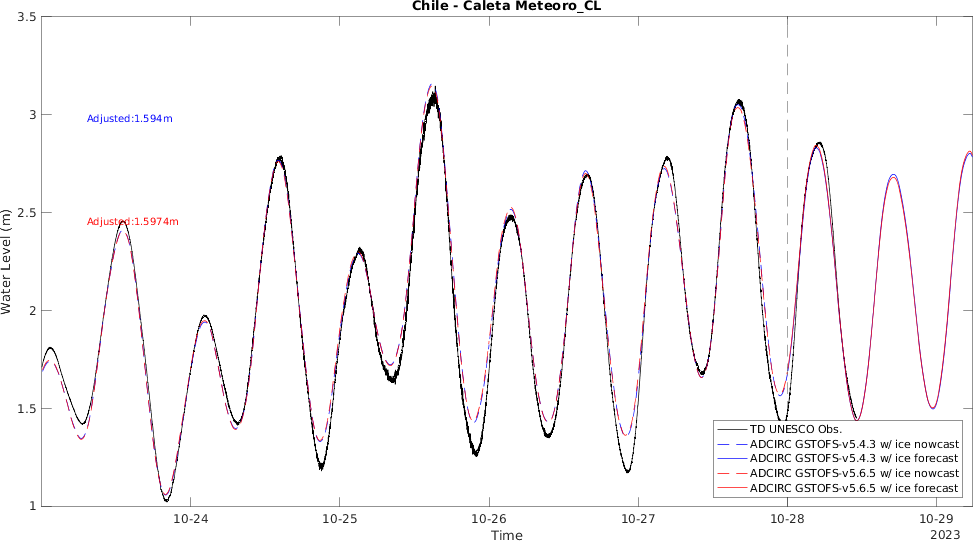 Chile - Caleta Meteoro_CL
3.5
3
2.5
2
1.5
1
Water Level (m)
Adjusted:1.594m
Adjusted:1.5974m
TD UNESCO Obs.
ADCIRC GSTOFS-v5.4.3 w/ ice nowcast
ADCIRC GSTOFS-v5.4.3 w/ ice forecast
ADCIRC GSTOFS-v5.6.5 w/ ice nowcast
ADCIRC GSTOFS-v5.6.5 w/ ice forecast
10-24 10-25 10-26 10-27 10-28 10-29
Time
2023